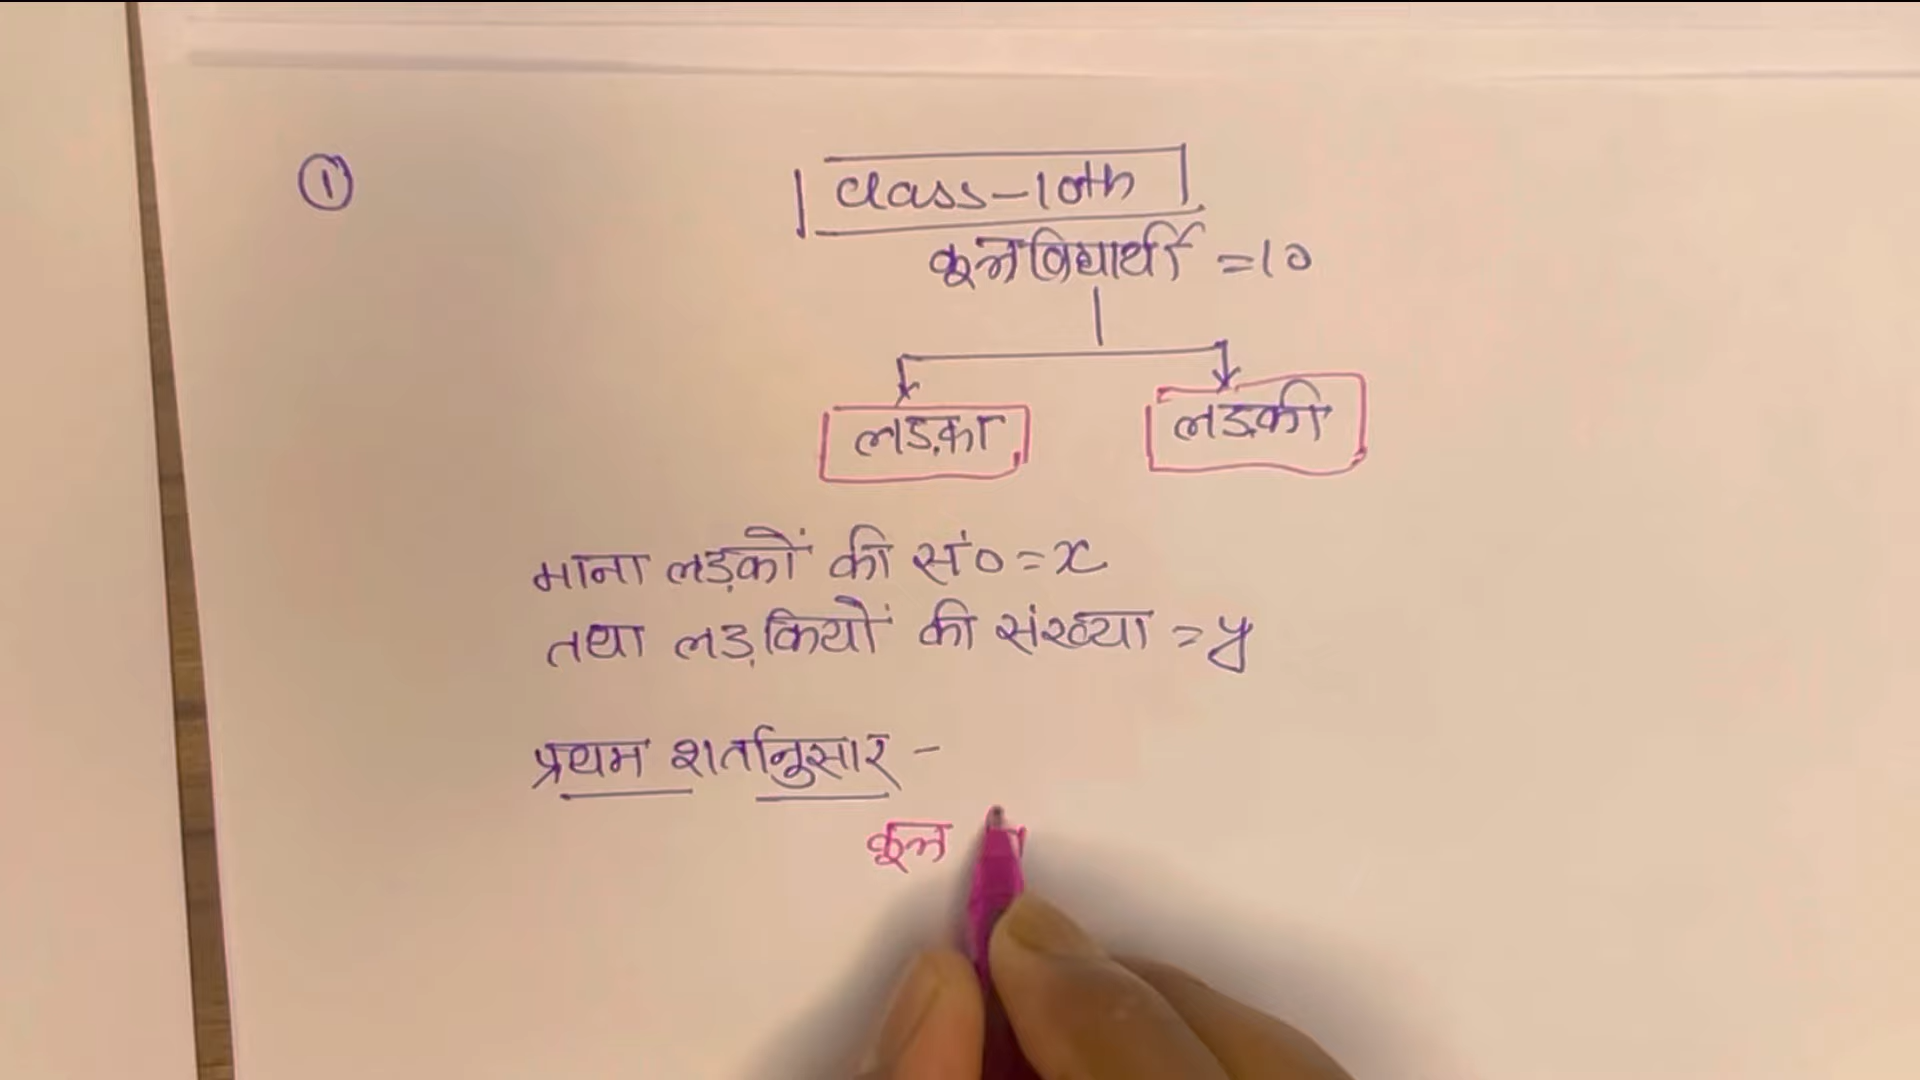 ①
Class-10th
कुल विद्यार्थी = 10
लड़का लड़की
माना लड़कों की सं० = x
तथा लड़कियों की संख्या = y
प्रथम शर्तानुसार -
कुल